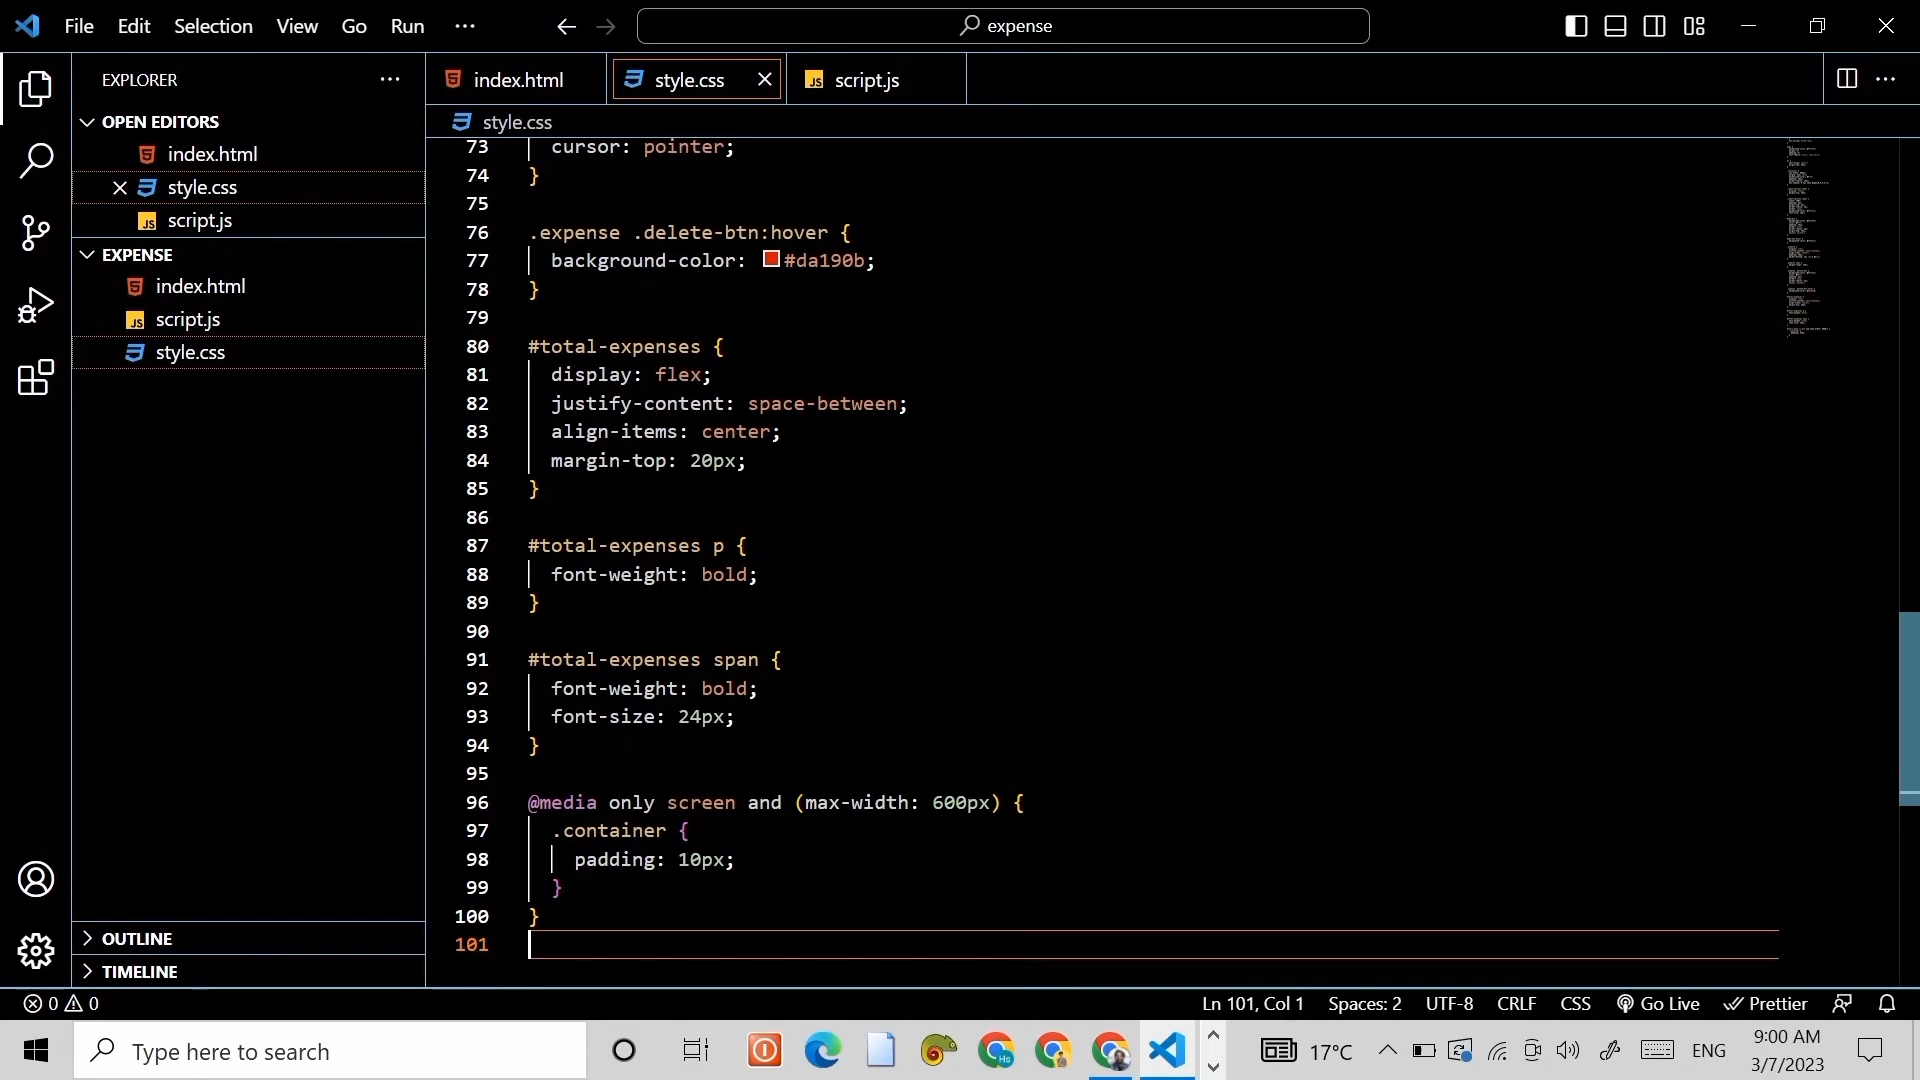 File Edit Selection View Go Run ··· expense
EXPLORER ···
OPEN EDITORS
index.html
style.css
script.js
EXPENSE
index.html
script.js
style.css
OUTLINE
TIMELINE
index.html style.css script.js ···
style.css
73 cursor: pointer;
74 }
75
76 .expense .delete-btn:hover {
77 background-color: #da190b;
78 }
79
80 #total-expenses {
81 display: flex;
82 justify-content: space-between;
83 align-items: center;
84 margin-top: 20px;
85 }
86
87 #total-expenses p {
88 font-weight: bold;
89 }
90
91 #total-expenses span {
92 font-weight: bold;
93 font-size: 24px;
94 }
95
96 @media only screen and (max-width: 600px) {
97 .container {
98 padding: 10px;
99 }
100 }
101
0 0 Ln 101, Col 1 Spaces: 2 UTF-8 CRLF CSS Go Live Prettier
Type here to search 17°C ENG 9:00 AM
3/7/2023